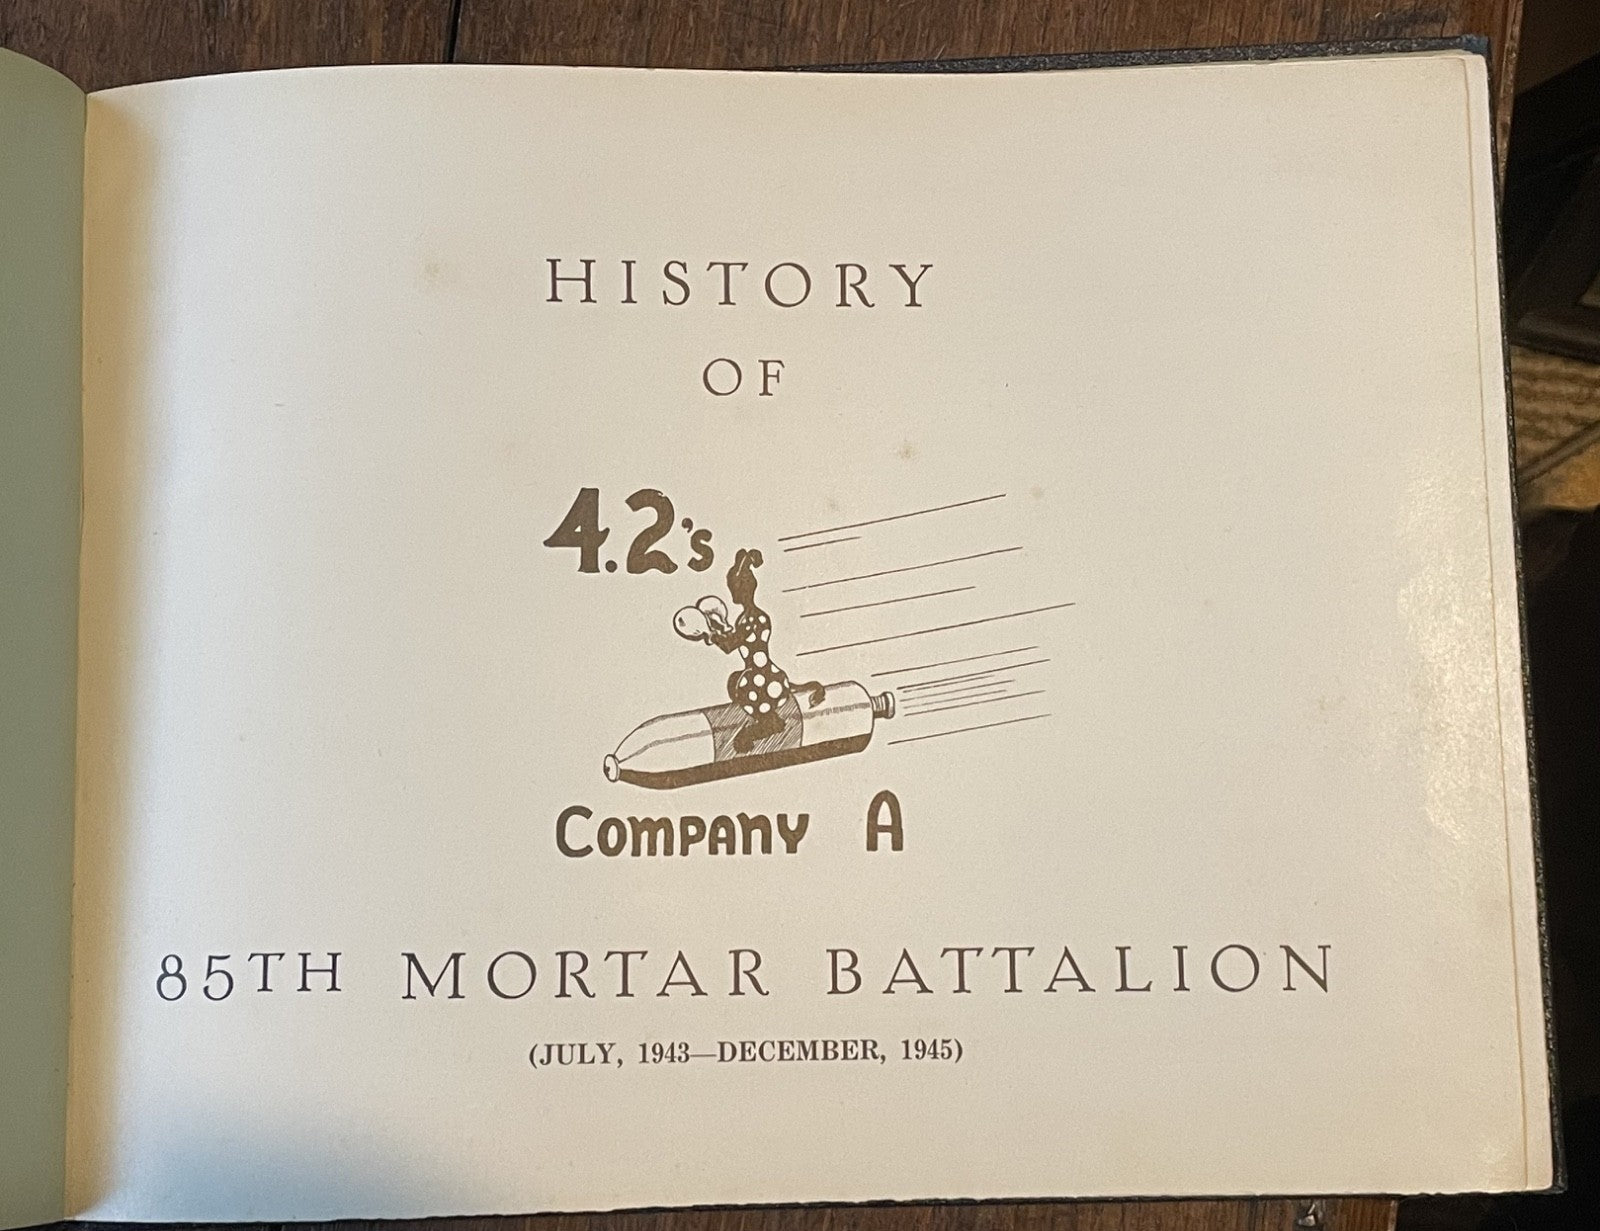 HISTORY
OF
4.2's
COMPANY A
85TH MORTAR BATTALION
(JULY, 1943—DECEMBER, 1945)